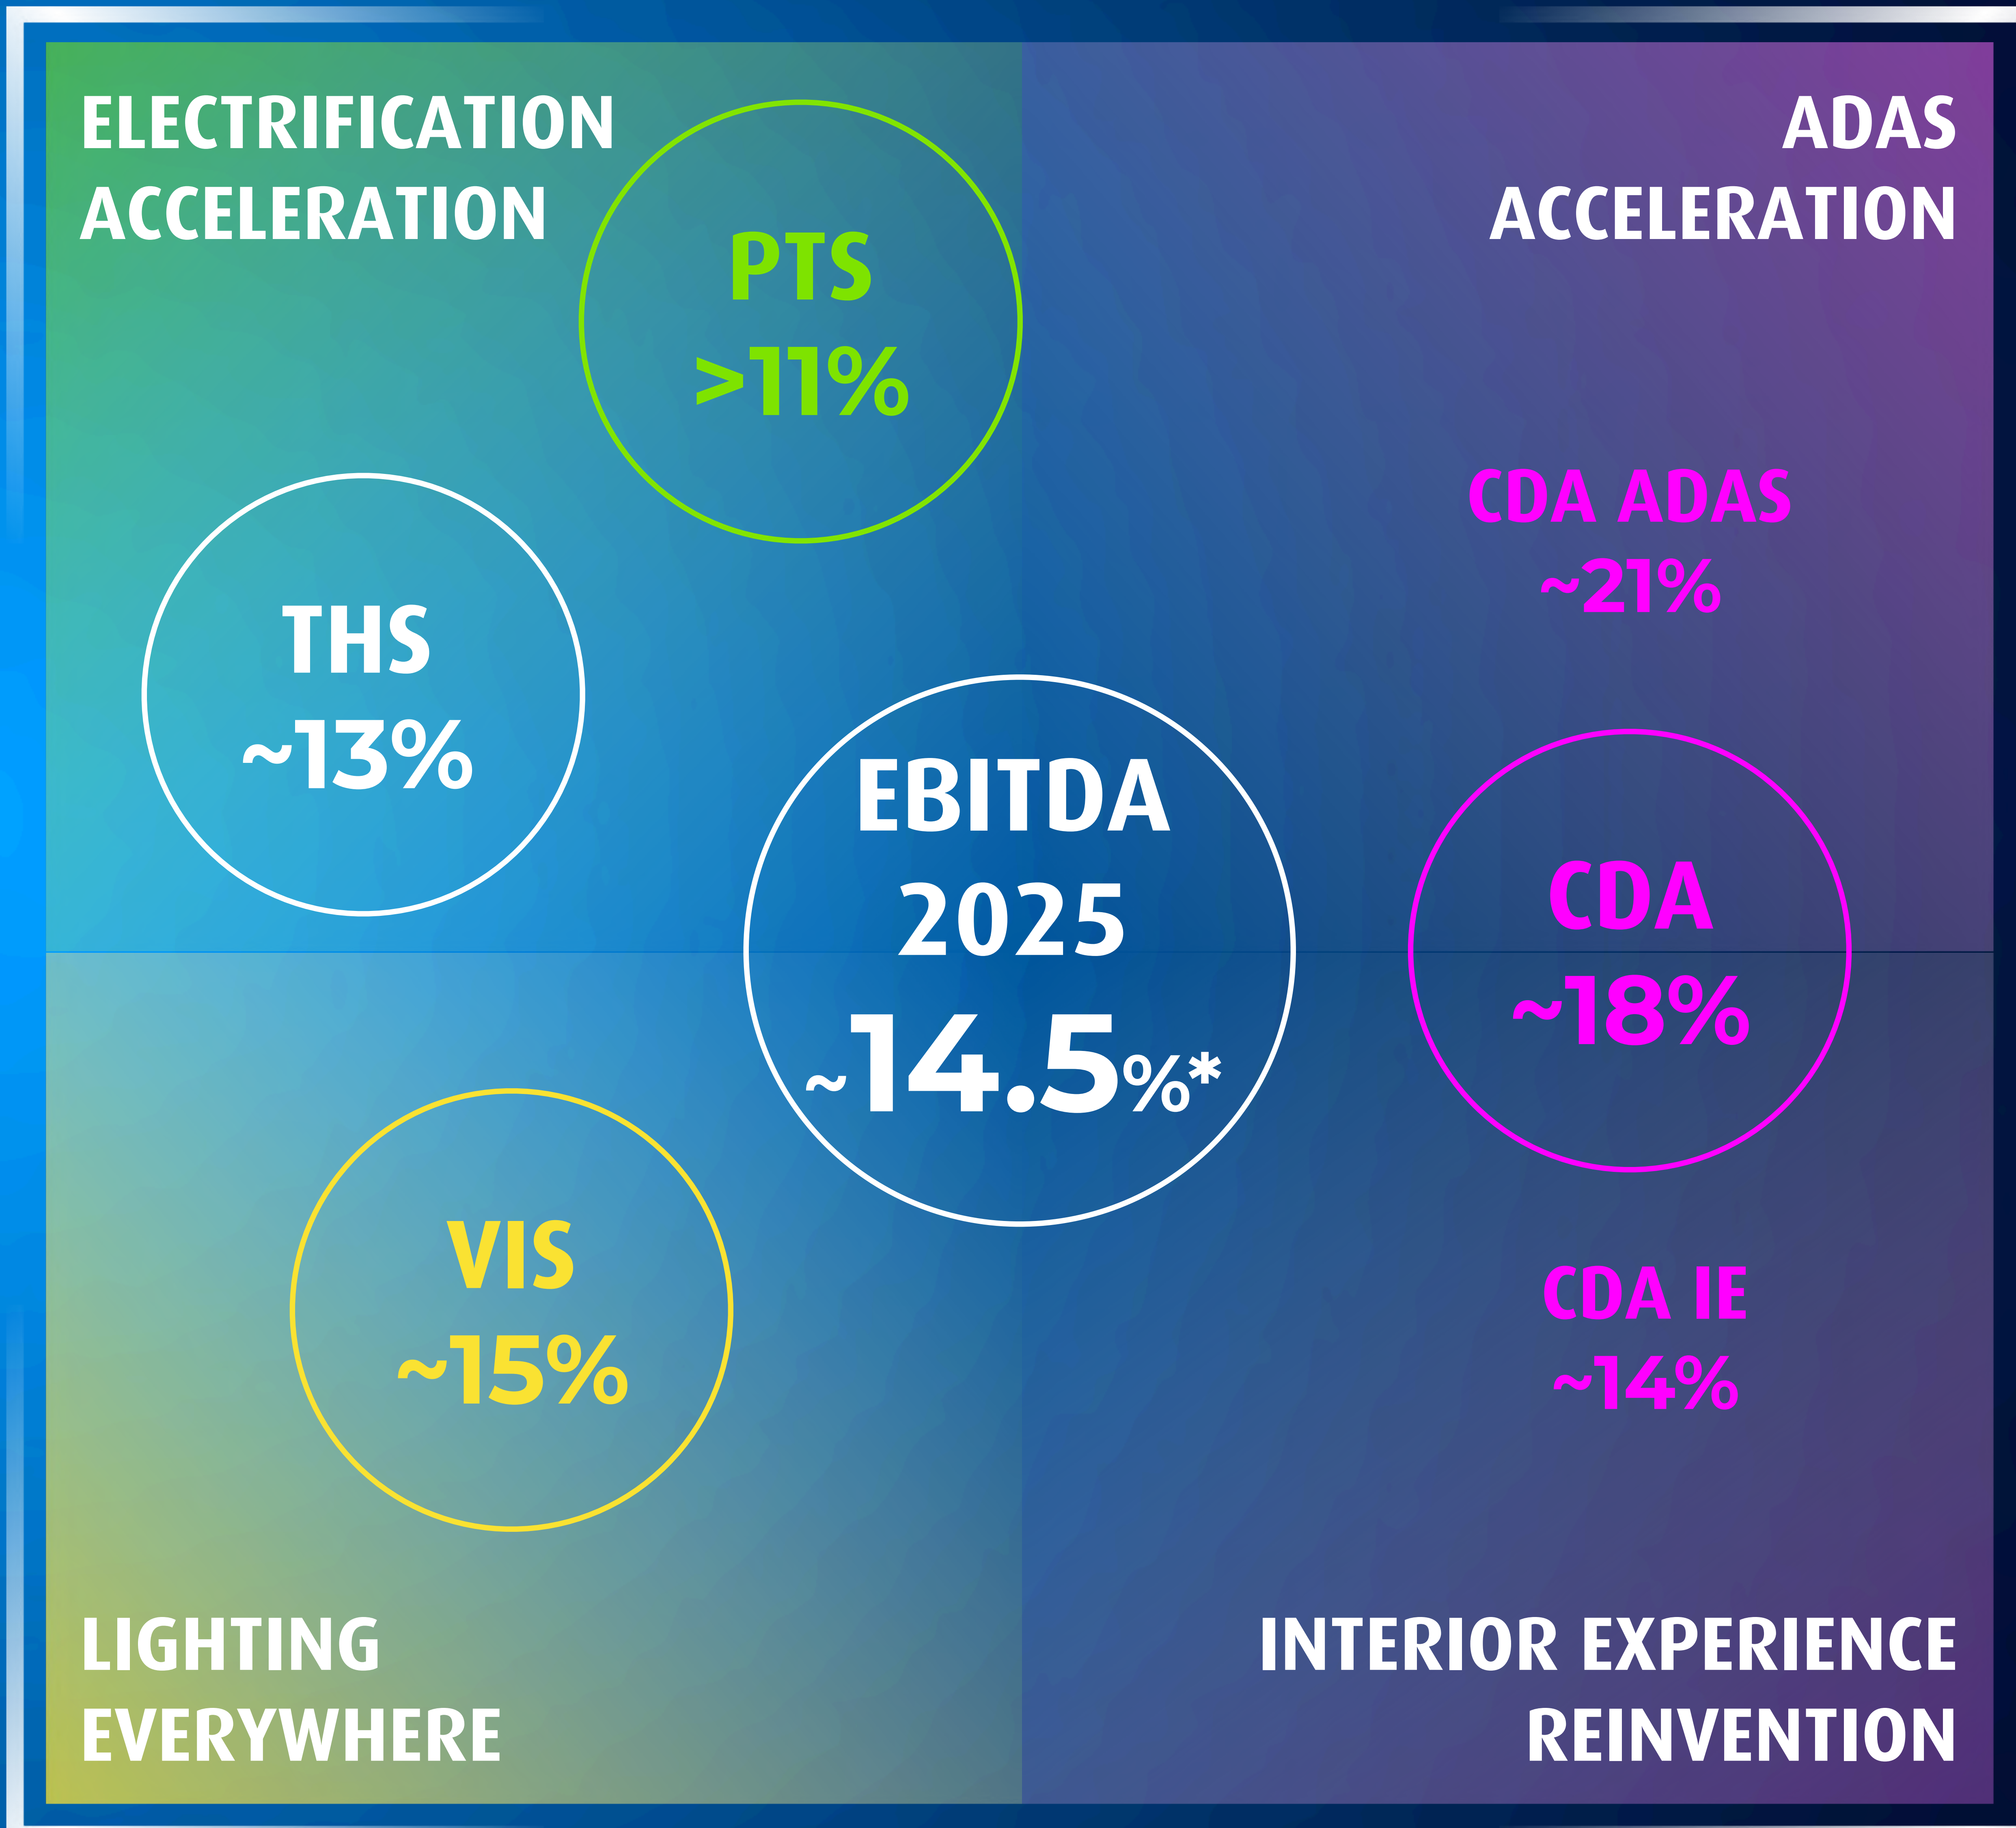 ELECTRIFICATION
ACCELERATION
ADAS
ACCELERATION
PTS
>11%
CDA ADAS
~21%
THS
~13%
EBITDA
2025
~14.5%*
CDA
~18%
VIS
~15%
CDA IE
~14%
LIGHTING
EVERYWHERE
INTERIOR EXPERIENCE
REINVENTION